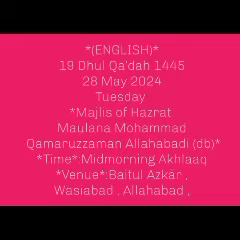 *(ENGLISH)*
19 Dhul Qa'dah 1445
28 May 2024
Tuesday
*Majlis of Hazrat
Maulana Mohammad
Qamaruzzaman Allahabadi (db)*
*Time*:Midmorning Akhlaaq
*Venue*:Baitul Azkar ,
Wasiabad , Allahabad ,